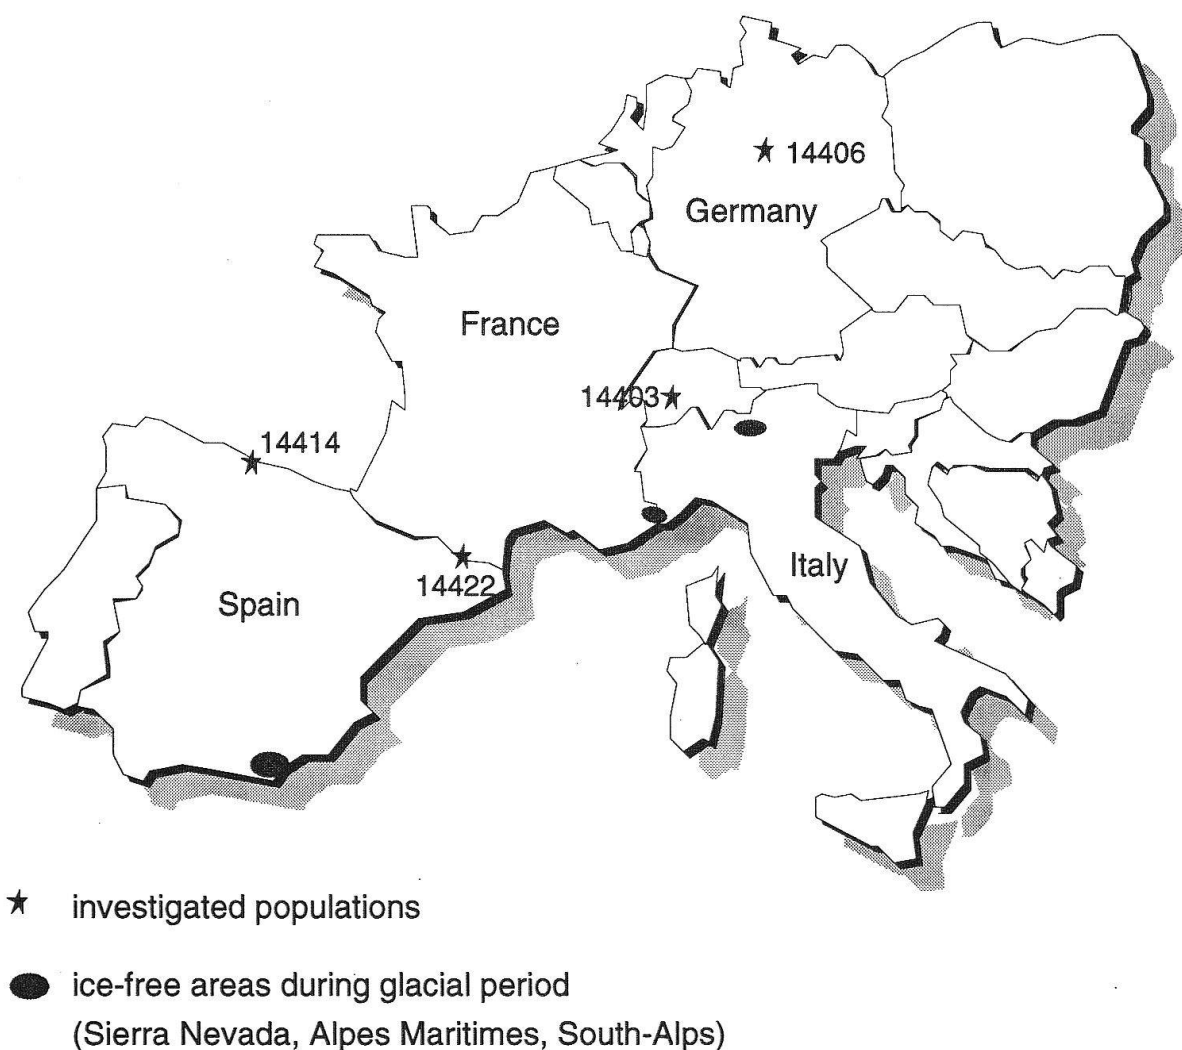 14406
Germany
France
14403
14414
Italy
14422
Spain
investigated populations
ice-free areas during glacial period
(Sierra Nevada, Alpes Maritimes, South-Alps)